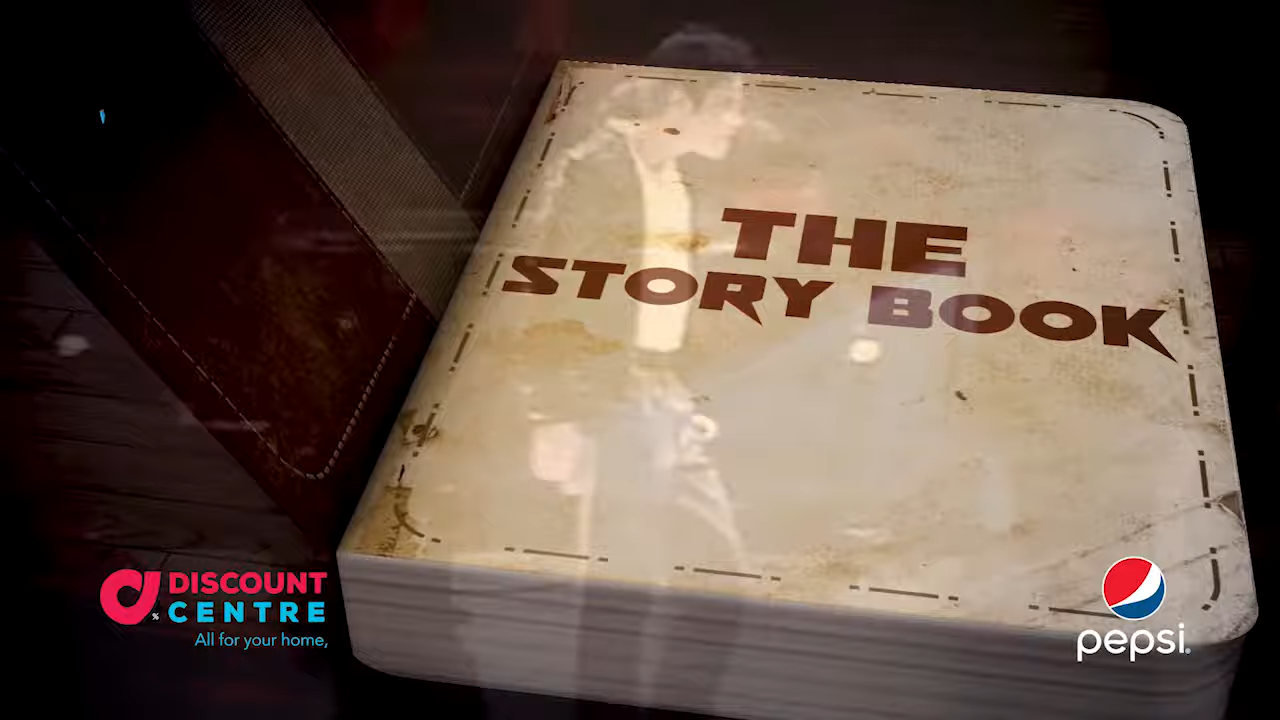 THE
STORY BOOK
DISCOUNT
% CENTRE
All for your home,
pepsi